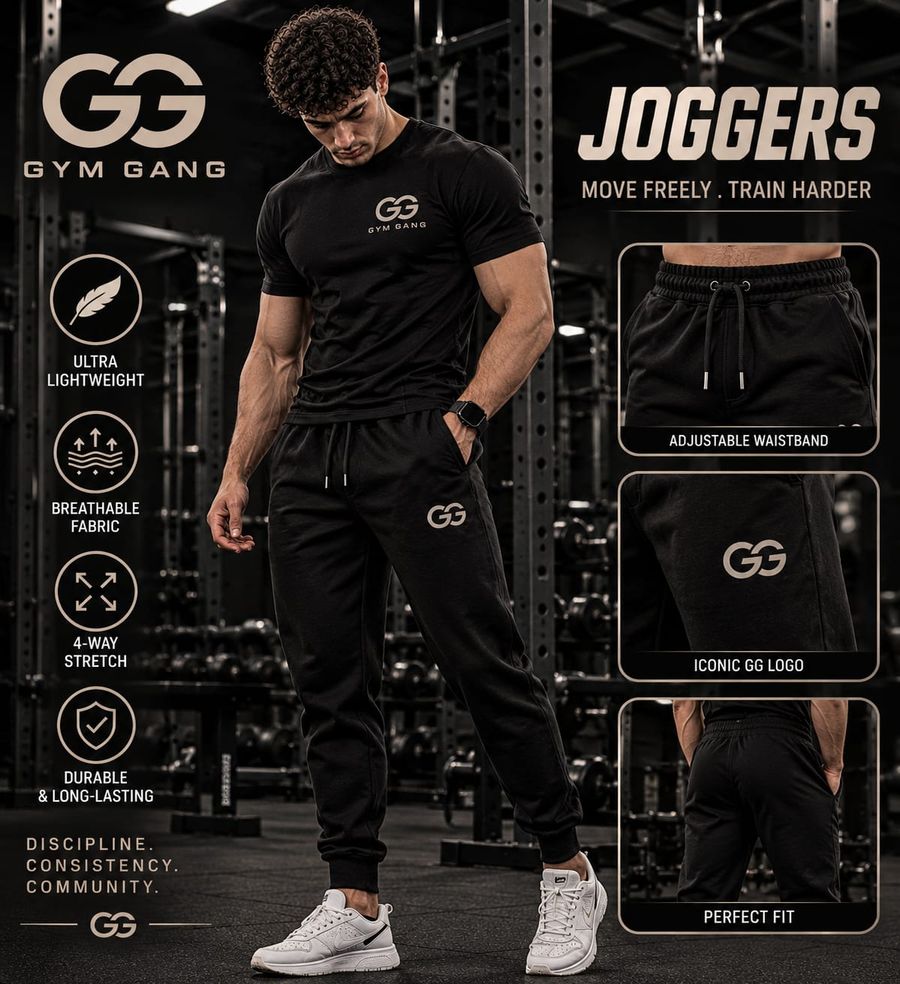 GG
GYM GANG
JOGGERS
MOVE FREELY . TRAIN HARDER
GG
GYM GANG
ULTRA
LIGHTWEIGHT
BREATHABLE
FABRIC
4-WAY
STRETCH
DURABLE
& LONG-LASTING
DISCIPLINE.
CONSISTENCY.
COMMUNITY.
GG
GG
ADJUSTABLE WAISTBAND
GG
ICONIC GG LOGO
PERFECT FIT